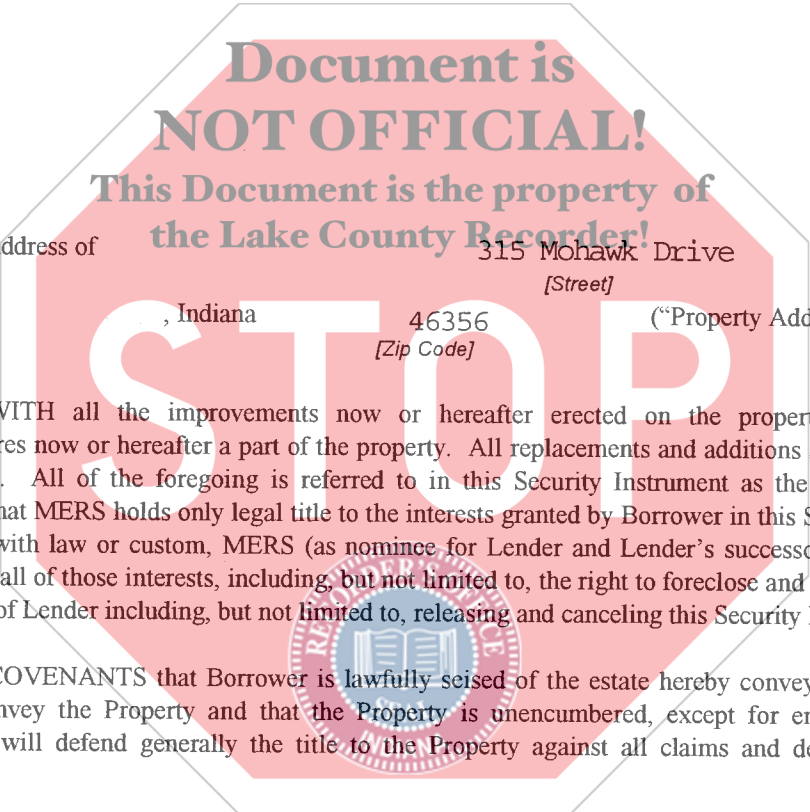 Document is
NOT OFFICIAL!
This Document is the property of
the Lake County Recorder!
ddress of 315 Mohawk Drive
[Street]
, Indiana 46356 ("Property Add
[Zip Code]
STOP
WITH all the improvements now or hereafter erected on the propert
res now or hereafter a part of the property. All replacements and additions
. All of the foregoing is referred to in this Security Instrument as the
hat MERS holds only legal title to the interests granted by Borrower in this S
with law or custom, MERS (as nominee for Lender and Lender's successo
all of those interests, including, but not limited to, the right to foreclose and
of Lender including, but not limited to, releasing and canceling this Security
COVENANTS that Borrower is lawfully seised of the estate hereby convey
nvey the Property and that the Property is unencumbered, except for en
will defend generally the title to the Property against all claims and de
RECORDER'S OFFICE
SEAL
INDIANA